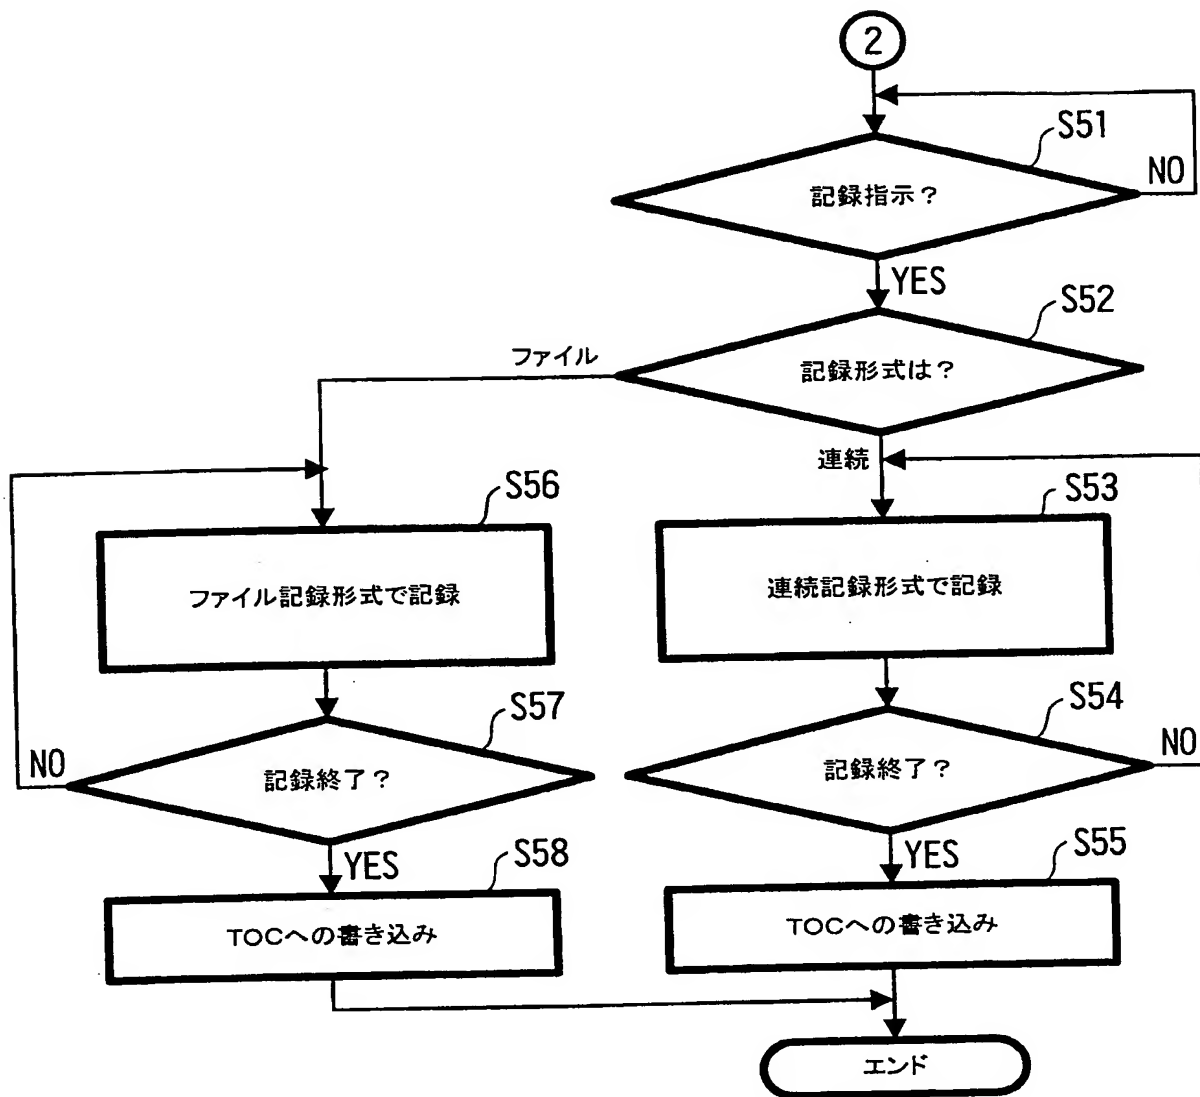 2
S51
NO
記録指示?
YES
S52
ファイル
記録形式は?
連続
S56
S53
ファイル記録形式で記録
連続記録形式で記録
S57
S54
NO
記録終了?
記録終了?
NO
YES
S58
YES
S55
TOCへの書き込み
TOCへの書き込み
エンド